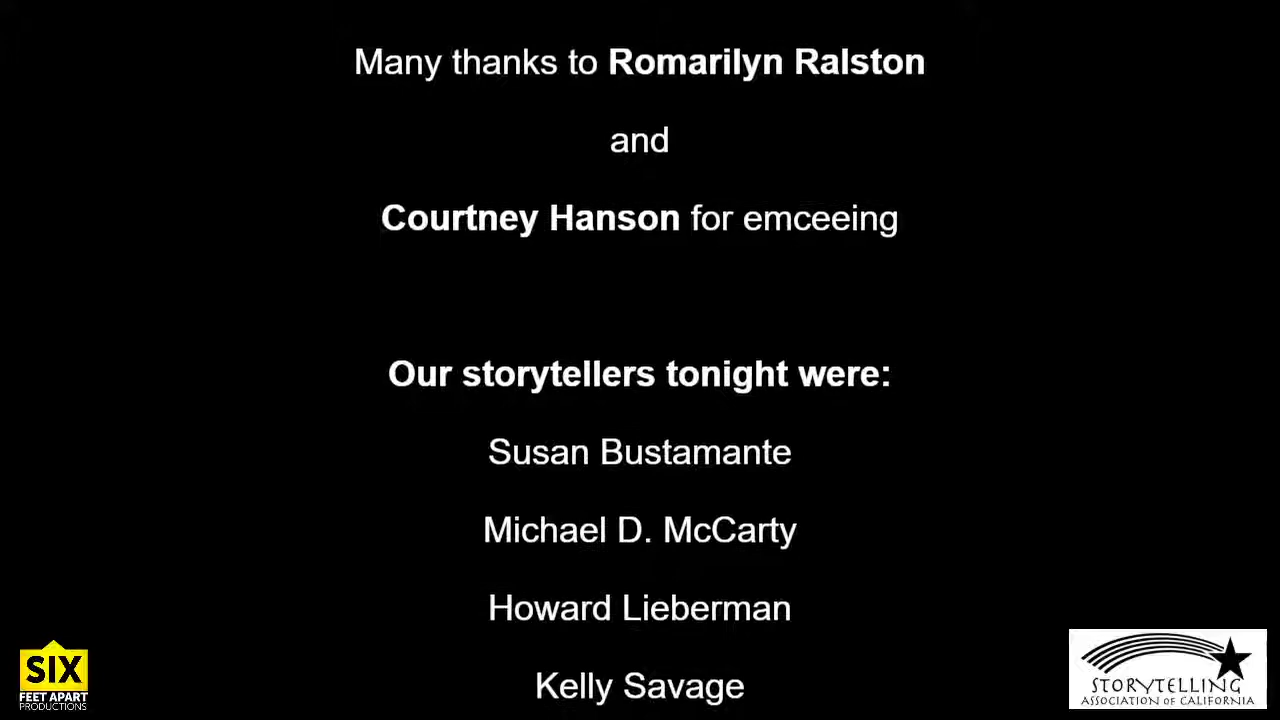 Many thanks to Romarilyn Ralston
and
Courtney Hanson for emceeing
Our storytellers tonight were:
Susan Bustamante
Michael D. McCarty
Howard Lieberman
Kelly Savage
SIX
FEET APART
PRODUCTIONS
STORYTELLING
ASSOCIATION OF CALIFORNIA